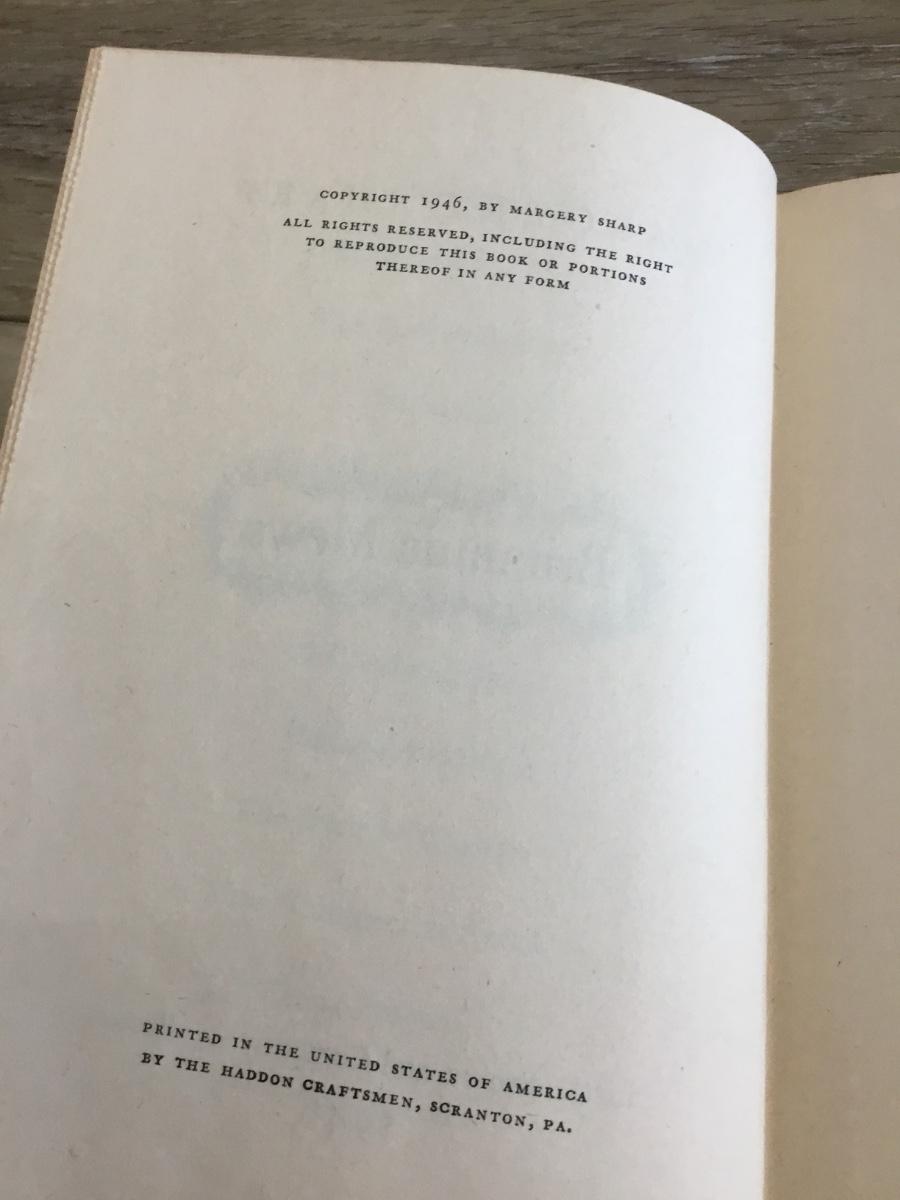 COPYRIGHT 1946, BY MARGERY SHARP
ALL RIGHTS RESERVED, INCLUDING THE RIGHT
TO REPRODUCE THIS BOOK OR PORTIONS
THEREOF IN ANY FORM
PRINTED IN THE UNITED STATES OF AMERICA
BY THE HADDON CRAFTSMEN, SCRANTON, PA.